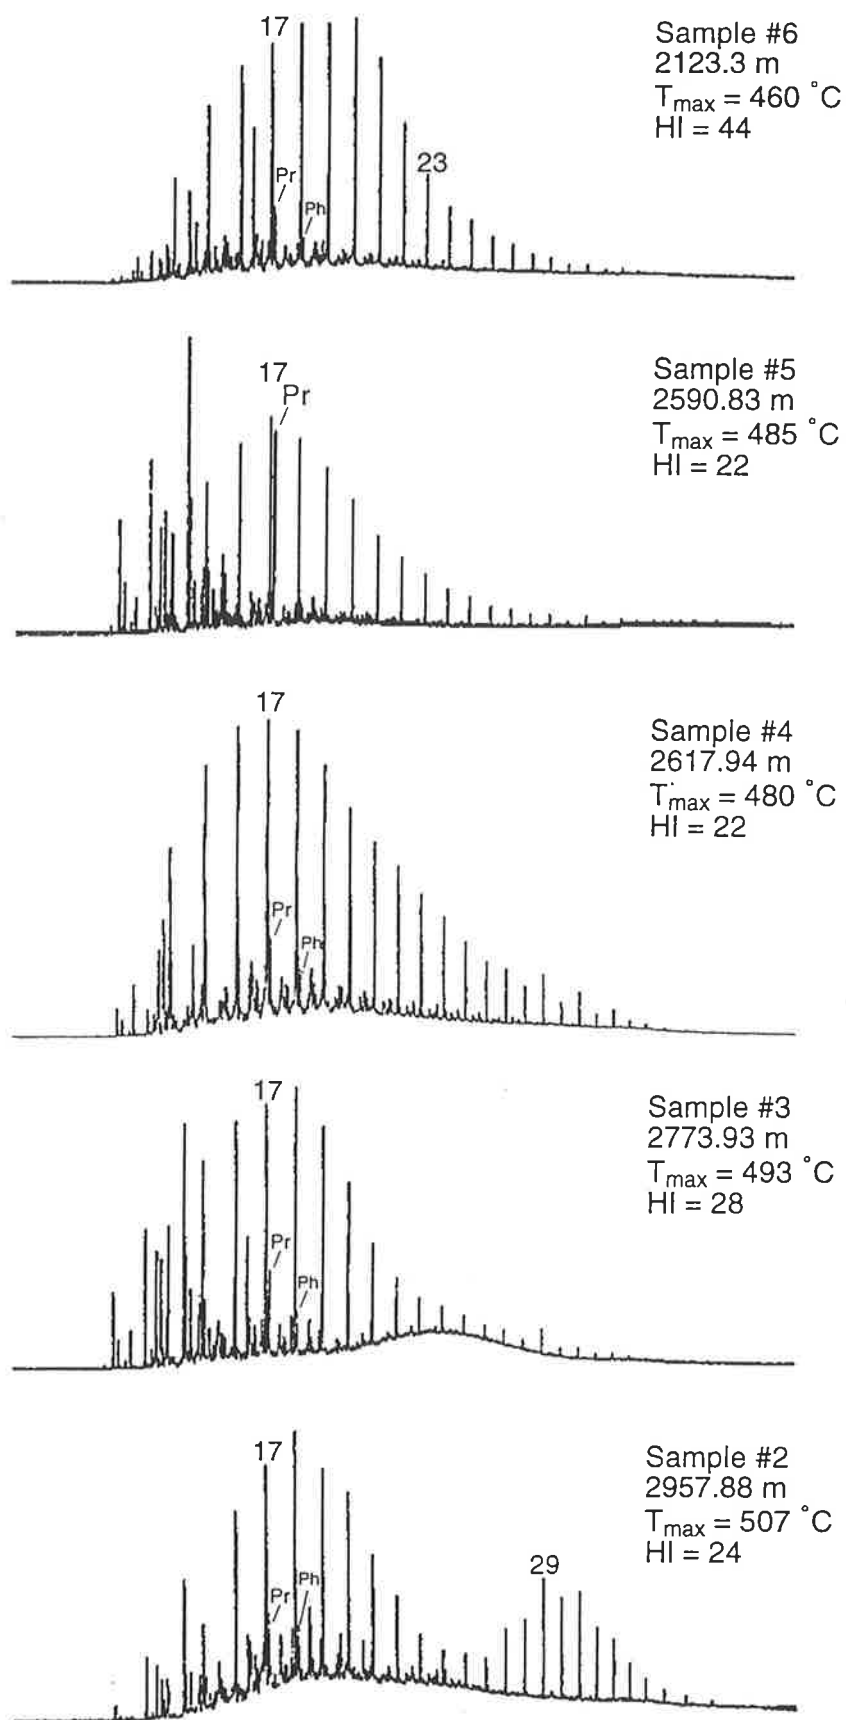 17
Sample #6
2123.3 m
Tmax = 460 °C
HI = 44
Pr
Ph
23
17
Pr
Sample #5
2590.83 m
Tmax = 485 °C
HI = 22
17
Sample #4
2617.94 m
Tmax = 480 °C
HI = 22
Pr
Ph
17
Sample #3
2773.93 m
Tmax = 493 °C
HI = 28
Pr
Ph
17
Sample #2
2957.88 m
Tmax = 507 °C
HI = 24
29
Pr
Ph